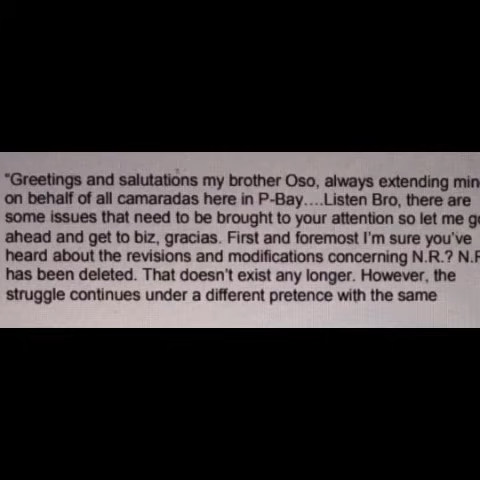 "Greetings and salutations my brother Oso, always extending min
on behalf of all camaradas here in P-Bay....Listen Bro, there are
some issues that need to be brought to your attention so let me g
ahead and get to biz, gracias. First and foremost I'm sure you've
heard about the revisions and modifications concerning N.R.? N.R
has been deleted. That doesn't exist any longer. However, the
struggle continues under a different pretence with the same